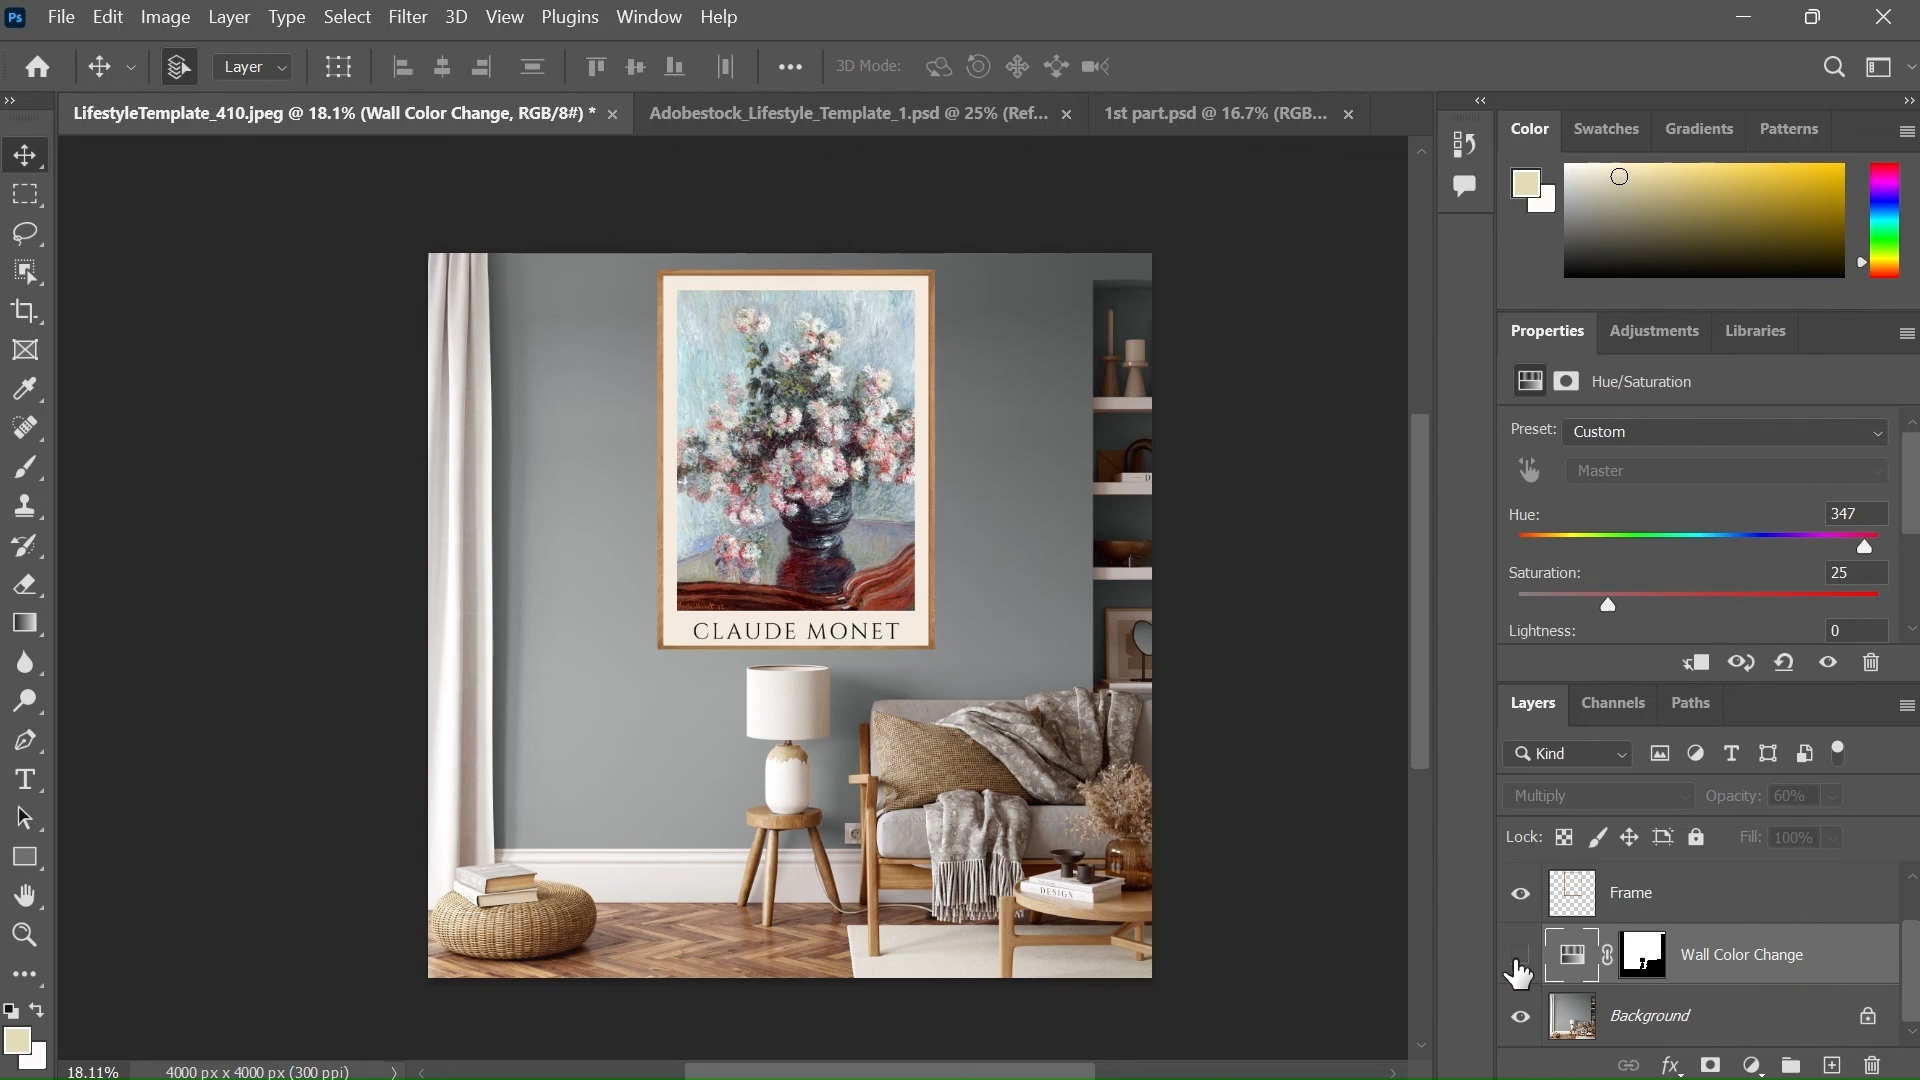 Ps File Edit Image Layer Type Select Filter 3D View Plugins Window Help
Layer 3D Mode:
LifestyleTemplate_410.jpeg @ 18.1% (Wall Color Change, RGB/8#) * Adobestock_Lifestyle_Template_1.psd @ 25% (Ref... 1st part.psd @ 16.7% (RGB...
Color Swatches Gradients Patterns
Properties Adjustments Libraries
Hue/Saturation
Preset: Custom
Master
Hue: 347
Saturation: 25
Lightness: 0
CLAUDE MONET
DESIGN
Layers Channels Paths
Kind
Multiply Opacity: 60%
Lock: Fill: 100%
Frame
Wall Color Change
Background
fx
18.11% 4000 px x 4000 px (300 ppi)